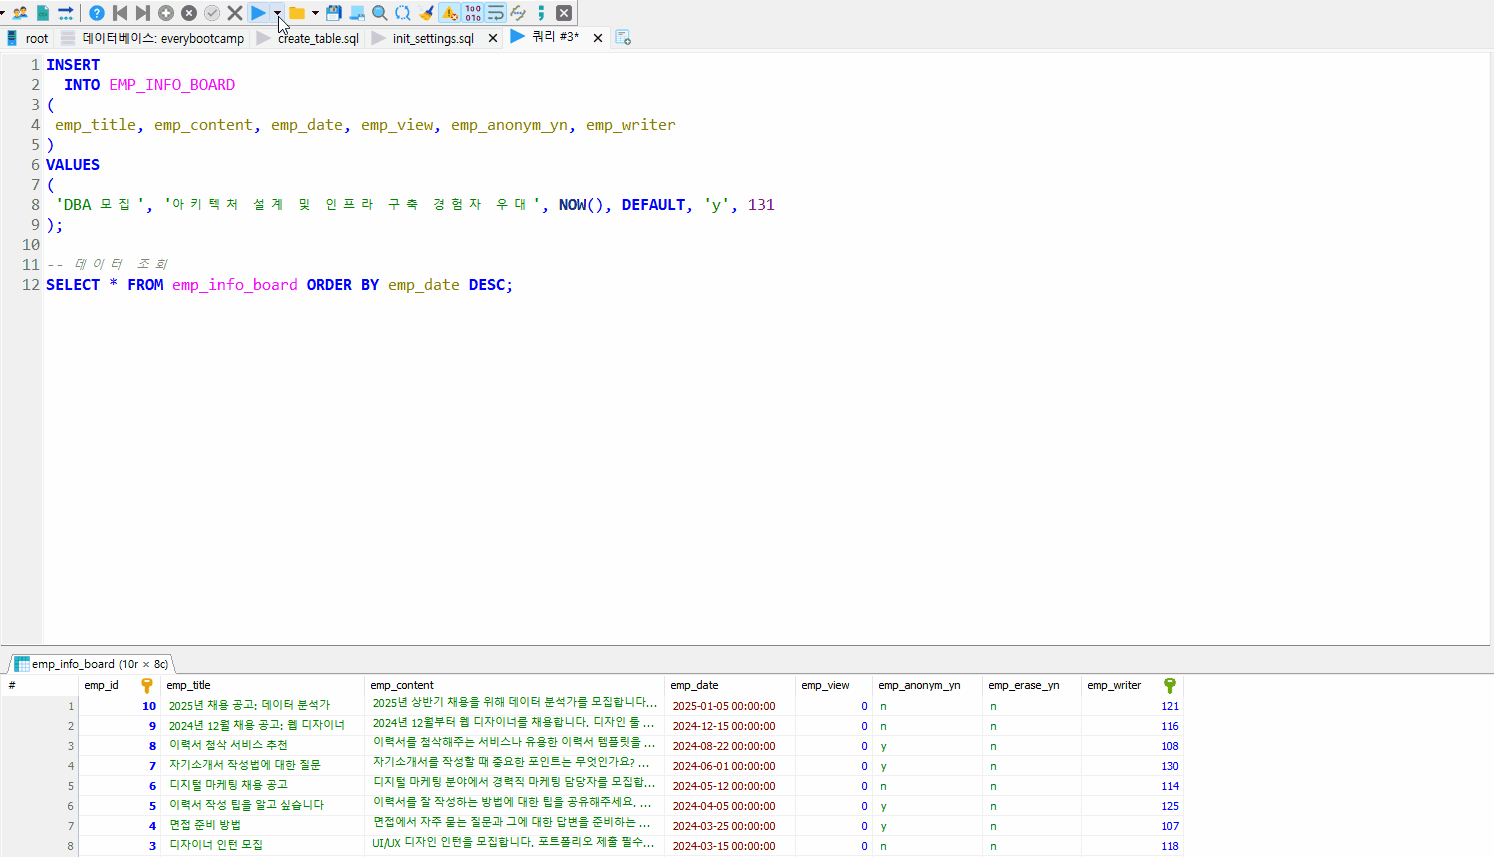 root 데이터베이스: everybootcamp create_table.sql init_settings.sql 쿼리 #3*
1 INSERT
2 INTO EMP_INFO_BOARD
3 (
4 emp_title, emp_content, emp_date, emp_view, emp_anonym_yn, emp_writer
5 )
6 VALUES
7 (
8 'DBA 모집', '아키텍처 설계 및 인프라 구축 경험자 우대', NOW(), DEFAULT, 'y', 131
9 );
10
11 -- 데이터 조회
12 SELECT * FROM emp_info_board ORDER BY emp_date DESC;
emp_info_board (10r × 8c)
# emp_id emp_title emp_content emp_date emp_view emp_anonym_yn emp_erase_yn emp_writer
1 10 2025년 채용 공고: 데이터 분석가 2025년 상반기 채용을 위해 데이터 분석가를 모집합니다... 2025-01-05 00:00:00 0 n n 121
2 9 2024년 12월 채용 공고: 웹 디자이너 2024년 12월부터 웹 디자이너를 채용합니다. 디자인 툴 ... 2024-12-15 00:00:00 0 n n 116
3 8 이력서 첨삭 서비스 추천 이력서를 첨삭해주는 서비스나 유용한 이력서 템플릿을 ... 2024-08-22 00:00:00 0 y n 108
4 7 자기소개서 작성법에 대한 질문 자기소개서를 작성할 때 중요한 포인트는 무엇인가요? ... 2024-06-01 00:00:00 0 y n 130
5 6 디지털 마케팅 채용 공고 디지털 마케팅 분야에서 경력직 마케팅 담당자를 모집합... 2024-05-12 00:00:00 0 n n 114
6 5 이력서 작성 팁을 알고 싶습니다 이력서를 잘 작성하는 방법에 대한 팁을 공유해주세요. ... 2024-04-05 00:00:00 0 y n 125
7 4 면접 준비 방법 면접에서 자주 묻는 질문과 그에 대한 답변을 준비하는 ... 2024-03-25 00:00:00 0 y n 107
8 3 디자이너 인턴 모집 UI/UX 디자인 인턴을 모집합니다. 포트폴리오 제출 필수... 2024-03-15 00:00:00 0 n n 118